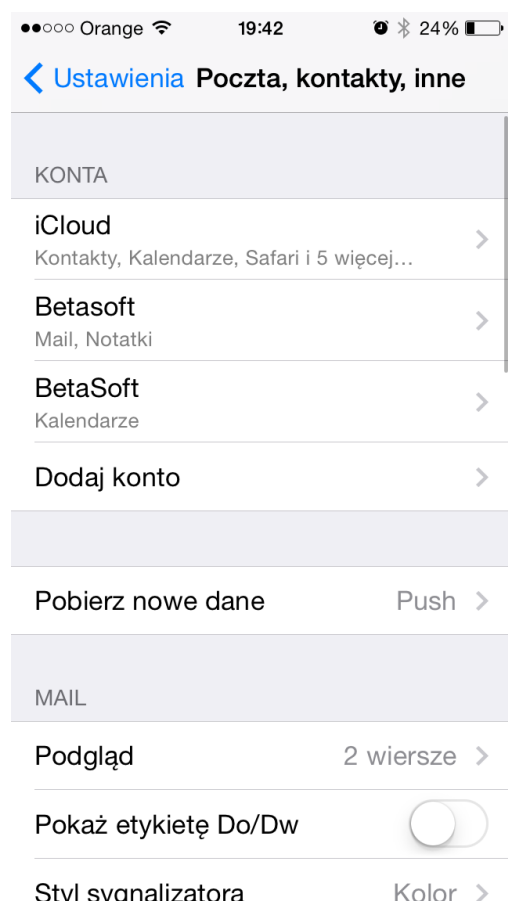 Orange 19:42 24%
Ustawienia Poczta, kontakty, inne
KONTA
iCloud
Kontakty, Kalendarze, Safari i 5 więcej...
Betasoft
Mail, Notatki
BetaSoft
Kalendarze
Dodaj konto
Pobierz nowe dane Push
MAIL
Podgląd 2 wiersze
Pokaż etykietę Do/Dw
Styl sygnalizatora Kolor